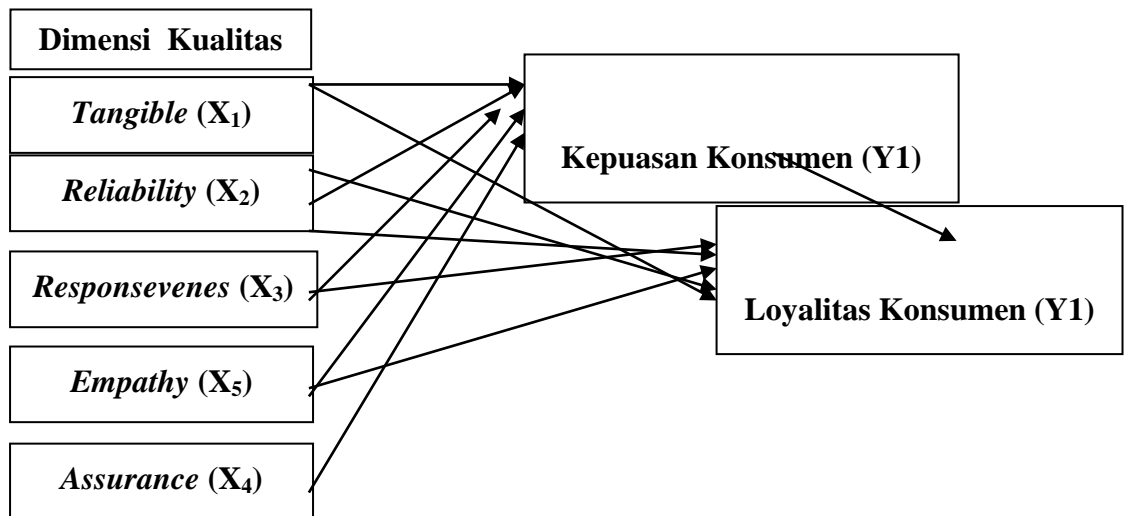 Dimensi Kualitas
Tangible (X₁)
Reliability (X₂)
Responsevenes (X₃)
Empathy (X₅)
Assurance (X₄)
Kepuasan Konsumen (Y1)
Loyalitas Konsumen (Y1)